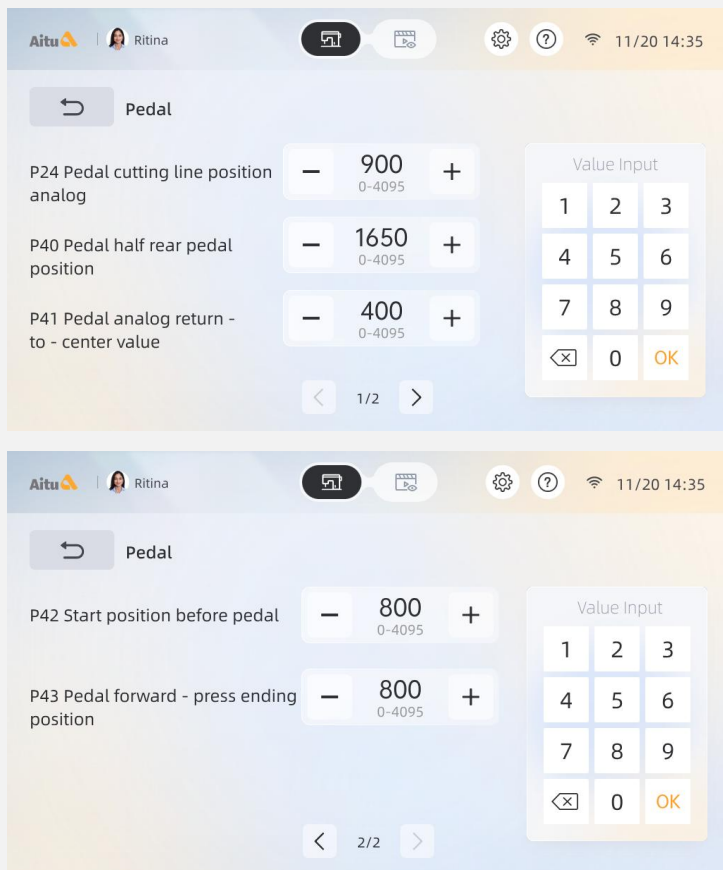 Aitu Ritina 11/20 14:35
Pedal
P24 Pedal cutting line position
analog
900
0-4095
P40 Pedal half rear pedal
position
1650
0-4095
P41 Pedal analog return -
to - center value
400
0-4095
1/2
Value Input
1 2 3
4 5 6
7 8 9
0 OK
Aitu Ritina 11/20 14:35
Pedal
P42 Start position before pedal
800
0-4095
P43 Pedal forward - press ending
position
800
0-4095
2/2
Value Input
1 2 3
4 5 6
7 8 9
0 OK